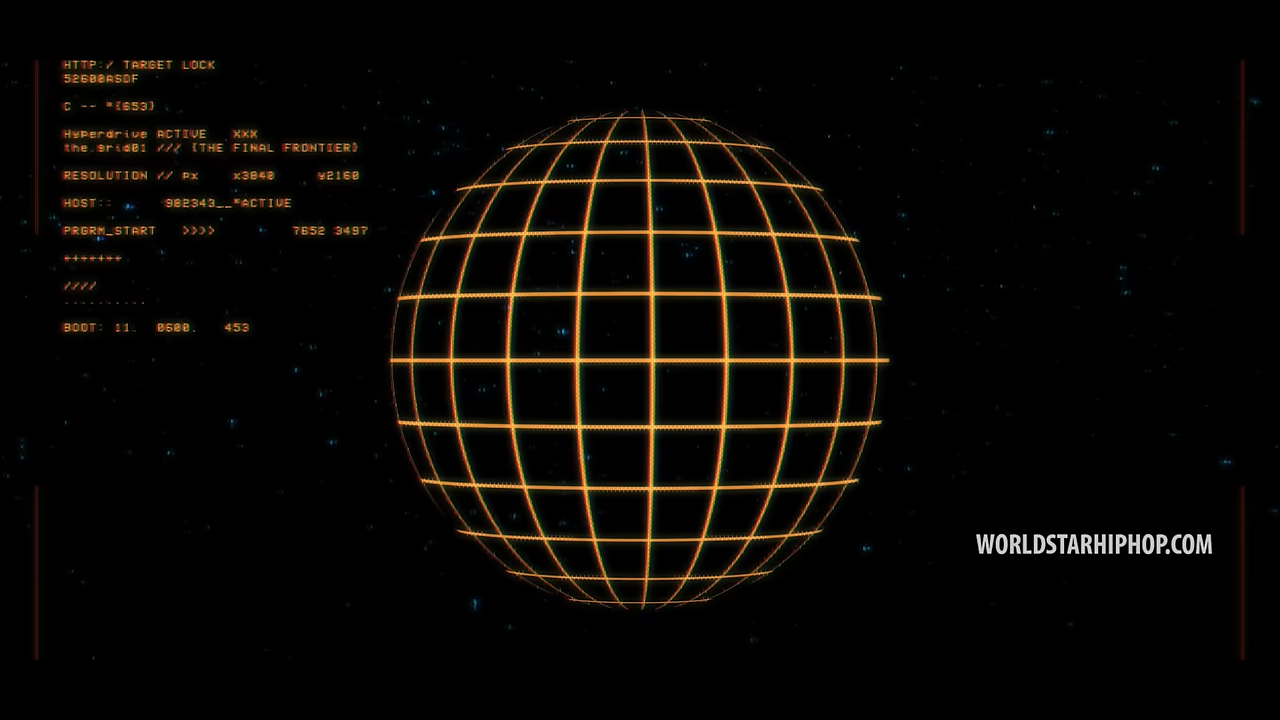 HTTP:/ TARGET LOCK
52600ASDF
C -- *{653}
HyPerdrive ACTIVE XXX
the.grid01 /// {THE FINAL FRONTIER}
RESOLUTION // Px x3840 y2160
HOST:: 982343__*ACTIVE
PRGRM_START >>>> 7652 3497
+++++++
////
..........
BOOT: 11. 0600. 453
WORLDSTARHIPHOP.COM